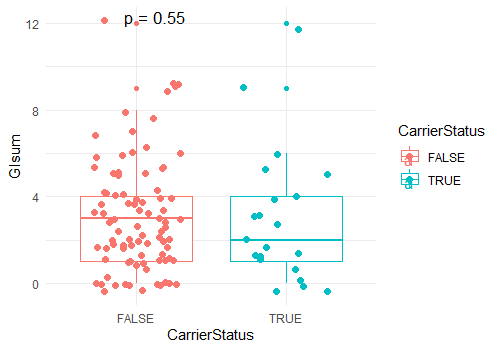 p = 0.55
12
8
4
0
GIsum
FALSE
TRUE
CarrierStatus
CarrierStatus
FALSE
TRUE